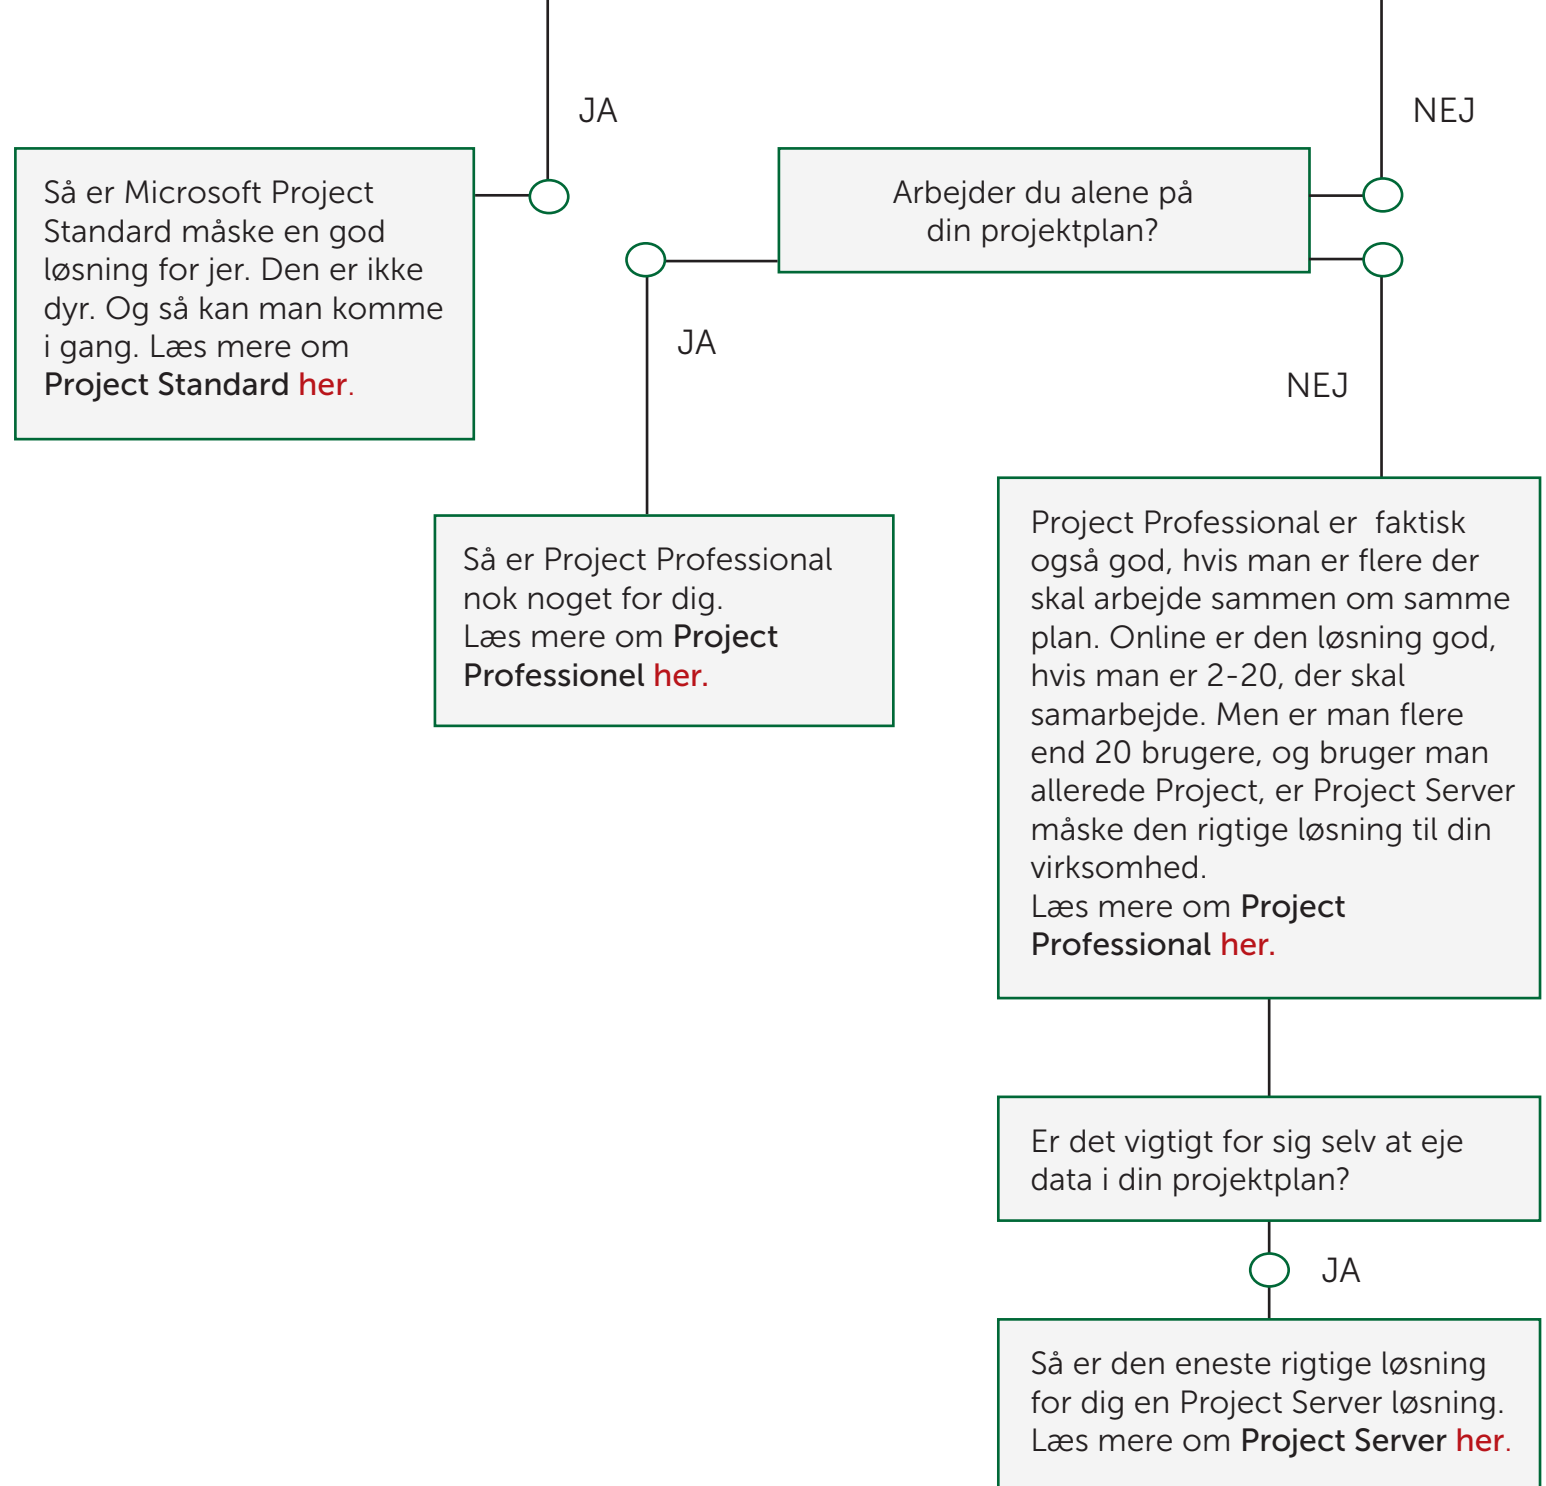 JA
NEJ
Så er Microsoft Project
Standard måske en god
løsning for jer. Den er ikke
dyr. Og så kan man komme
i gang. Læs mere om
Project Standard her.
Arbejder du alene på
din projektplan?
JA
NEJ
Så er Project Professional
nok noget for dig.
Læs mere om Project
Professionel her.
Project Professional er  faktisk
også god, hvis man er flere der
skal arbejde sammen om samme
plan. Online er den løsning god,
hvis man er 2-20, der skal
samarbejde. Men er man flere
end 20 brugere, og bruger man
allerede Project, er Project Server
måske den rigtige løsning til din
virksomhed.
Læs mere om Project
Professional her.
Er det vigtigt for sig selv at eje
data i din projektplan?
JA
Så er den eneste rigtige løsning
for dig en Project Server løsning.
Læs mere om Project Server her.